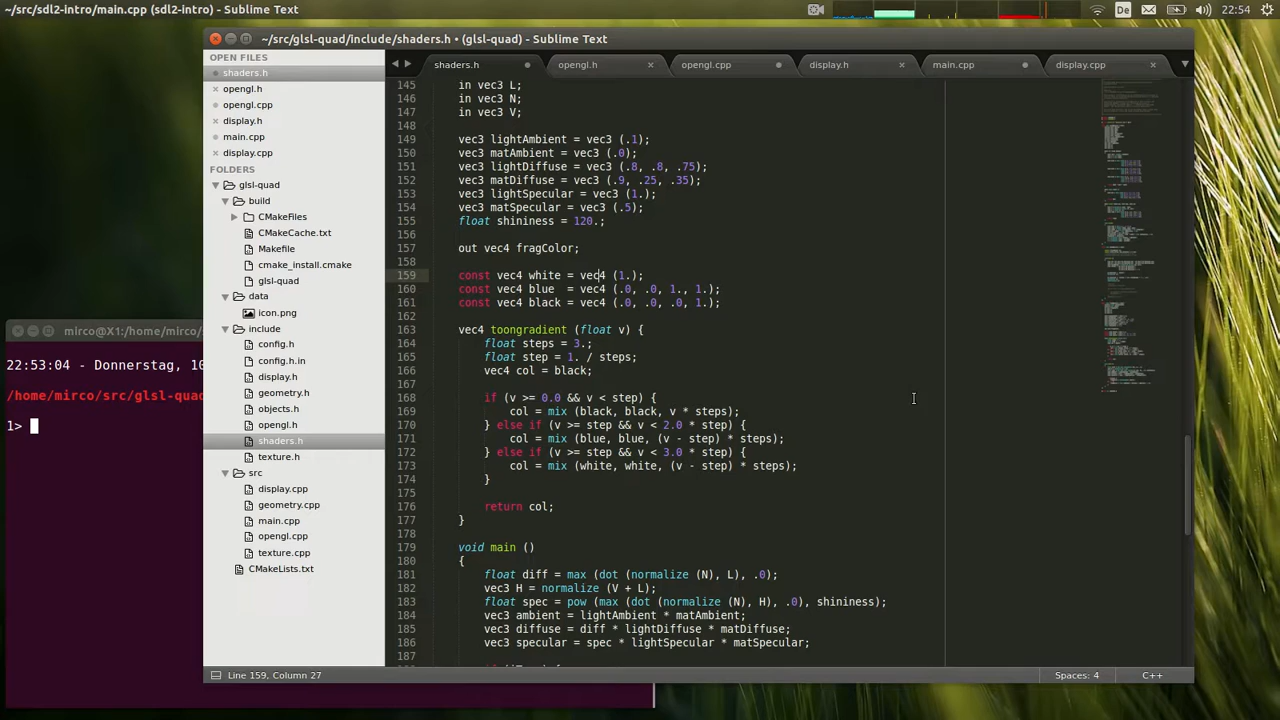 ~/src/sdl2-intro/main.cpp (sdl2-intro) - Sublime Text
De
22:54
~/src/glsl-quad/include/shaders.h • (glsl-quad) - Sublime Text
OPEN FILES
shaders.h
opengl.h
opengl.cpp
display.h
main.cpp
display.cpp
FOLDERS
glsl-quad
build
CMakeFiles
CMakeCache.txt
Makefile
cmake_install.cmake
glsl-quad
data
icon.png
include
config.h
config.h.in
display.h
geometry.h
objects.h
opengl.h
shaders.h
texture.h
src
display.cpp
geometry.cpp
main.cpp
opengl.cpp
texture.cpp
CMakeLists.txt
shaders.h
opengl.h
opengl.cpp
display.h
main.cpp
display.cpp
145 in vec3 L;
146 in vec3 N;
147 in vec3 V;
148
149 vec3 lightAmbient = vec3 (.1);
150 vec3 matAmbient = vec3 (.0);
151 vec3 lightDiffuse = vec3 (.8, .8, .75);
152 vec3 matDiffuse = vec3 (.9, .25, .35);
153 vec3 lightSpecular = vec3 (1.);
154 vec3 matSpecular = vec3 (.5);
155 float shininess = 120.;
156
157 out vec4 fragColor;
158
159 const vec4 white = vec4 (1.);
160 const vec4 blue  = vec4 (.0, .0, 1., 1.);
161 const vec4 black = vec4 (.0, .0, .0, 1.);
162
163 vec4 toongradient (float v) {
164 float steps = 3.;
165 float step = 1. / steps;
166 vec4 col = black;
167
168 if (v >= 0.0 && v < step) {
169 col = mix (black, black, v * steps);
170 } else if (v >= step && v < 2.0 * step) {
171 col = mix (blue, blue, (v - step) * steps);
172 } else if (v >= step && v < 3.0 * step) {
173 col = mix (white, white, (v - step) * steps);
174 }
175
176 return col;
177 }
178
179 void main ()
180 {
181 float diff = max (dot (normalize (N), L), .0);
182 vec3 H = normalize (V + L);
183 float spec = pow (max (dot (normalize (N), H), .0), shininess);
184 vec3 ambient = lightAmbient * matAmbient;
185 vec3 diffuse = diff * lightDiffuse * matDiffuse;
186 vec3 specular = spec * lightSpecular * matSpecular;
187
Line 159, Column 27
Spaces: 4
C++
mirco@X1:/home/mirco/
22:53:04 - Donnerstag, 10
/home/mirco/src/glsl-quad
1>